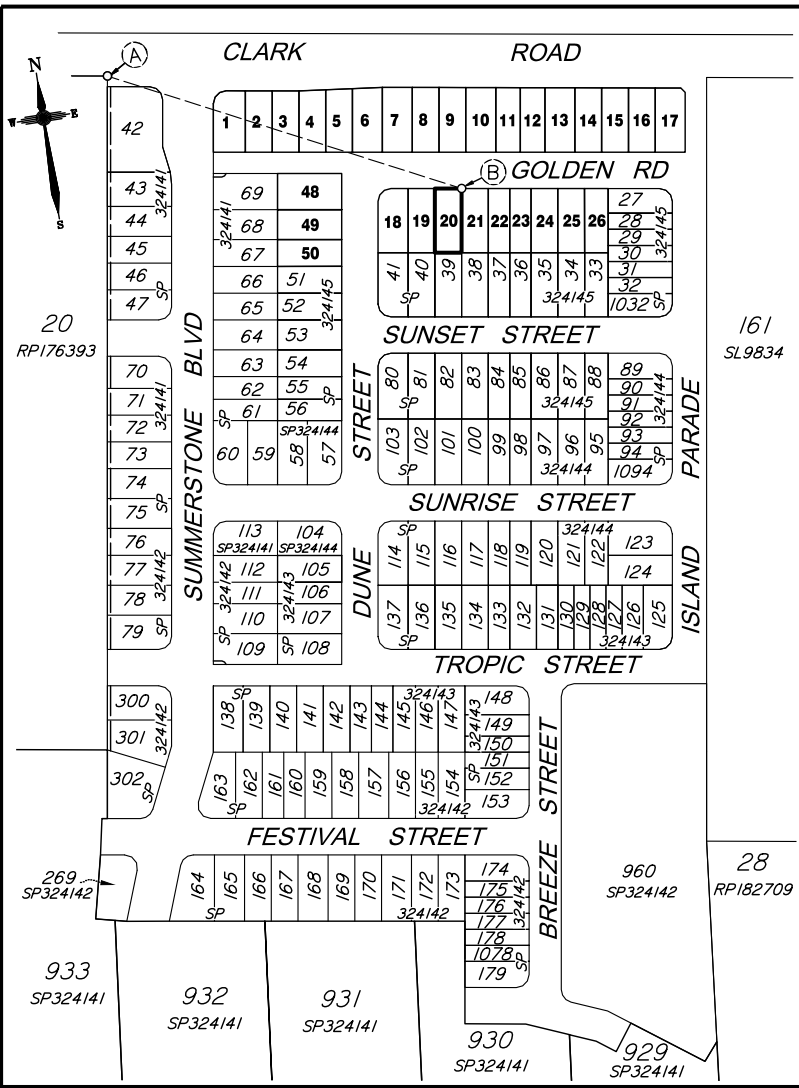 CLARK ROAD
A
N
W E
S
42
43
44
45
46
47
324141
SP
1 2 3 4 5 6 7 8 9 10 11 12 13 14 15 16 17
B GOLDEN RD
69 48
68 49
67 50
66 51
65 52
64 53
63 54
62 55
61 56
60 59 58 57
324141
SP
324145
SP
SP324144
18 19 20 21 22 23 24 25 26
41 40 39 38 37 36 35 34 33
SP 324145
27
28
29
30
31
32
1032
324145
SP
20
RP176393
161
SL9834
SUNSET STREET
70
71
72
73
74
75
76
77
78
79
324141
SP
324142
SP
SUMMERSTONE BLVD
DUNE STREET
80 81 82 83 84 85 86 87 88
SP 324145
103 102 101 100 99 98 97 96 95
SP 324144
89
90
91
92
93
94
1094
324144
SP
ISLAND PARADE
SUNRISE STREET
113 104
SP324141 SP324144
112 105
111 106
110 107
109 108
324142
SP
324143
SP
SP 324144
114 115 116 117 118 119 120 121 122
123
124
137 136 135 134 133 132 131 130 129 128 127 126 125
SP 324143
TROPIC STREET
300
301
302
324142
SP
SP 324143
138 139 140 141 142 143 144 145 146 147
163 162 161 160 159 158 157 156 155 154
SP 324142
148
149
150
151
152
153
324143
SP
BREEZE STREET
FESTIVAL STREET
269
SP324142
164 165 166 167 168 169 170 171 172 173
SP 324142
174
175
176
177
178
1078
179
324142
SP
960
SP324142
28
RP182709
933
SP324141
932
SP324141
931
SP324141
930
SP324141
929
SP324141